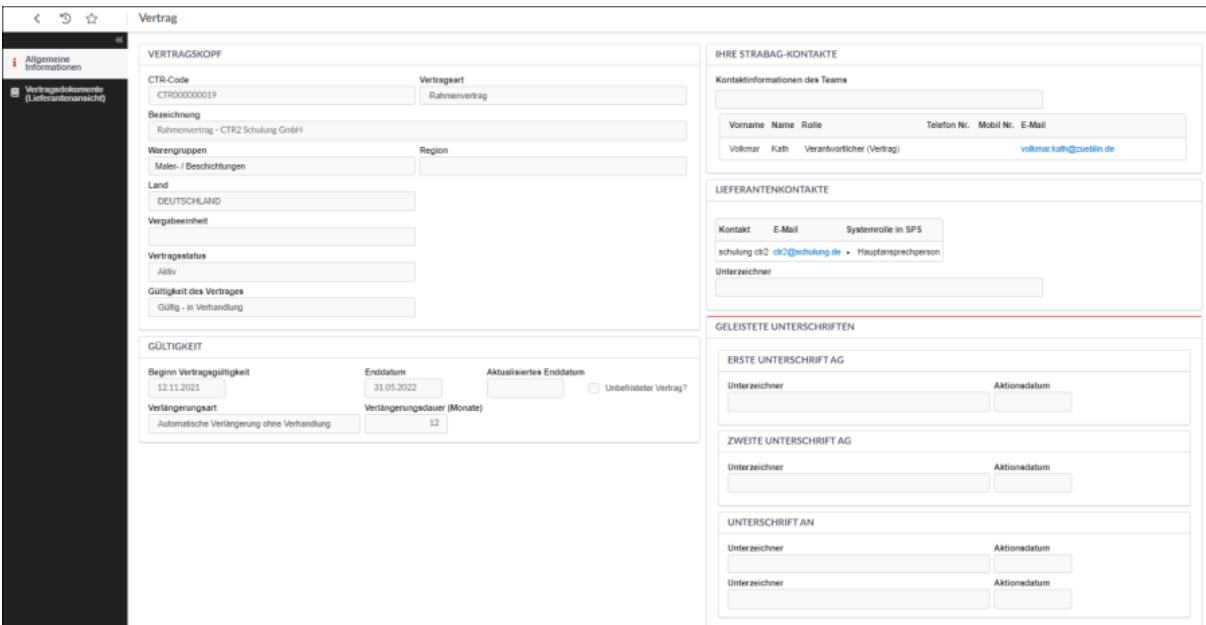 Vertrag
«
Allgemeine
Informationen
Vertragsdokumente
(Lieferantenansicht)
VERTRAGSKOPF
CTR-Code
Vertragsart
CTR000000019
Rahmenvertrag
Bezeichnung
Rahmenvertrag - CTR2 Schulung GmbH
Warengruppen
Region
Maler- / Beschichtungen
Land
DEUTSCHLAND
Vergabeeinheit
Vertragsstatus
Aktiv
Gültigkeit des Vertrages
Gültig - in Verhandlung
GÜLTIGKEIT
Beginn Vertragsgültigkeit
Enddatum
Aktualisiertes Enddatum
12.11.2021
31.05.2022
Unbefristeter Vertrag?
Verlängerungsart
Verlängerungsdauer (Monate)
Automatische Verlängerung ohne Verhandlung
12
IHRE STRABAG-KONTAKTE
Kontaktinformationen des Teams
Vorname Name Rolle Telefon Nr. Mobil Nr. E-Mail
Volkmar Kath Verantwortlicher (Vertrag) volkmar.kath@zueblin.de
LIEFERANTENKONTAKTE
Kontakt E-Mail Systemrolle in SPS
schulung ctr2 ctr2@schulung.de • Hauptansprechperson
Unterzeichner
GELEISTETE UNTERSCHRIFTEN
ERSTE UNTERSCHRIFT AG
Unterzeichner Aktionsdatum
ZWEITE UNTERSCHRIFT AG
Unterzeichner Aktionsdatum
UNTERSCHRIFT AN
Unterzeichner Aktionsdatum
Unterzeichner Aktionsdatum